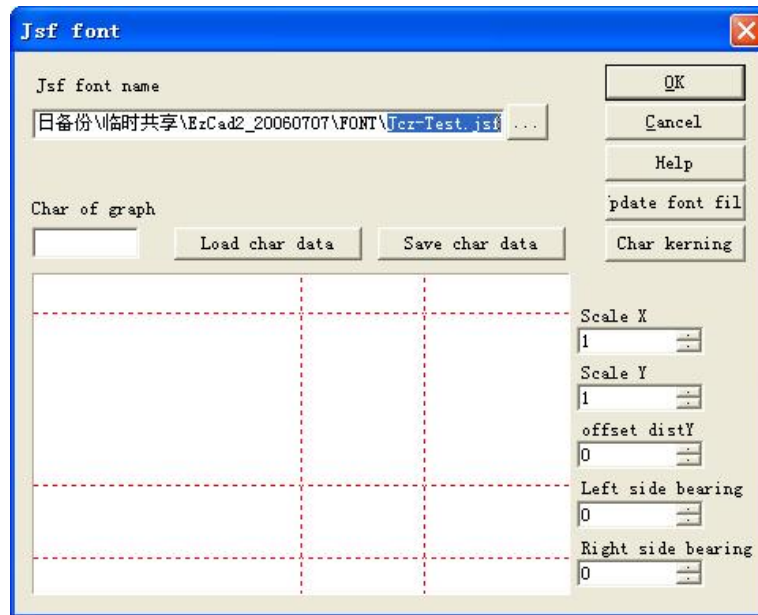 Jsf font
Jsf font name
OK
日备份\临时共享\EzCad2_20060707\FONT\Jcz-Test.jsf
...
Cancel
Help
Char of graph
pdate font fil
Load char data
Save char data
Char kerning
Scale X
1
Scale Y
1
offset distY
0
Left side bearing
0
Right side bearing
0